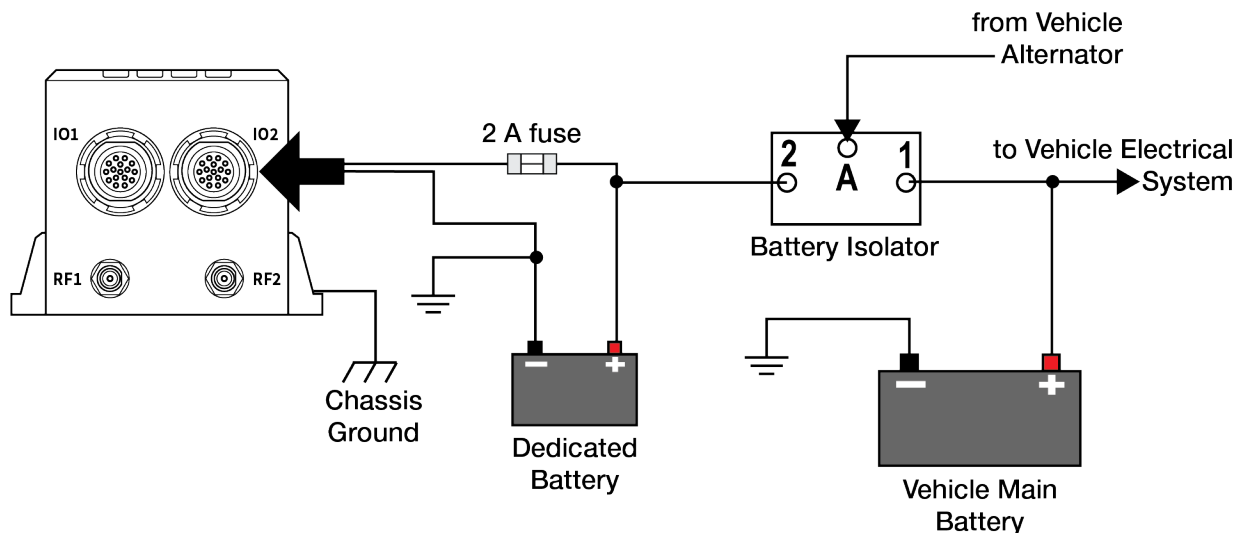 from Vehicle
Alternator
IO1
IO2
2 A fuse
2
A
1
to Vehicle Electrical
System
Battery Isolator
RF1
RF2
Chassis
Ground
Dedicated
Battery
Vehicle Main
Battery